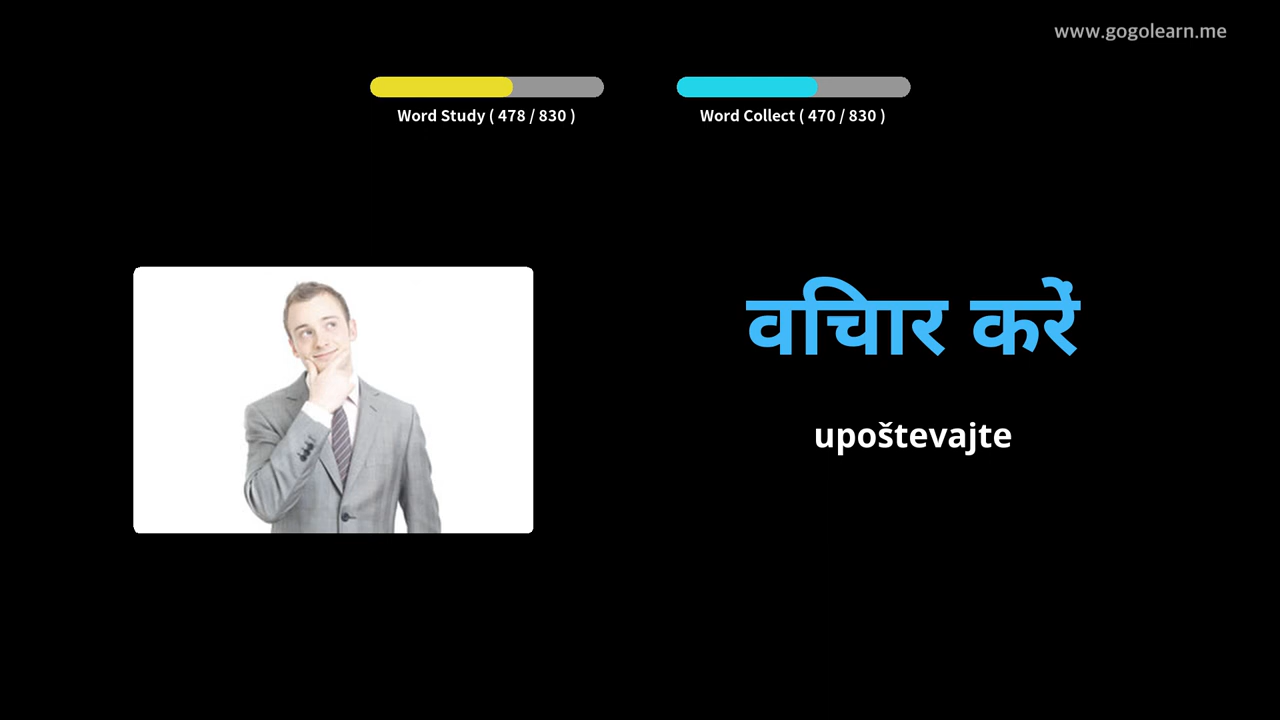 www.gogolearn.me
Word Study ( 478 / 830 )
Word Collect ( 470 / 830 )
विचार करें
upoštevajte